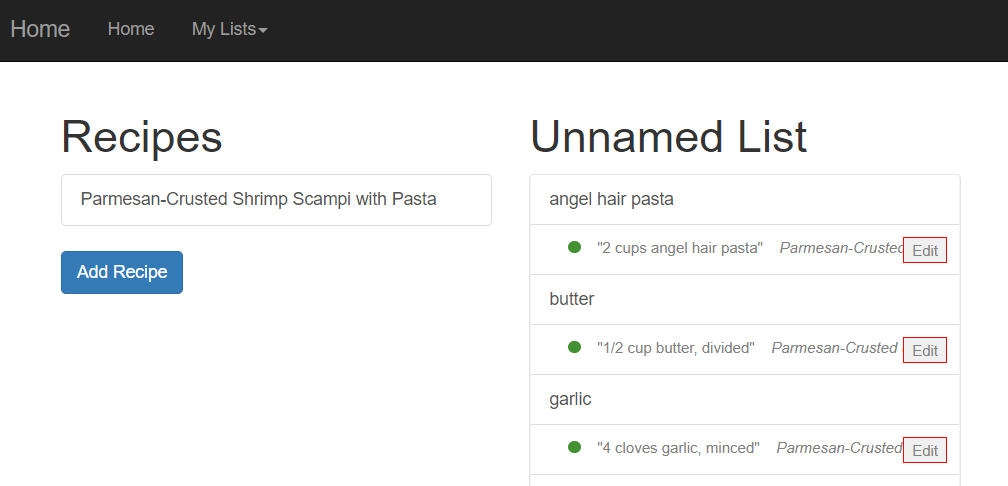 Home Home My Lists
Recipes
Parmesan-Crusted Shrimp Scampi with Pasta
Add Recipe
Unnamed List
angel hair pasta
"2 cups angel hair pasta" Parmesan-Crusted Edit
butter
"1/2 cup butter, divided" Parmesan-Crusted Edit
garlic
"4 cloves garlic, minced" Parmesan-Crusted Edit